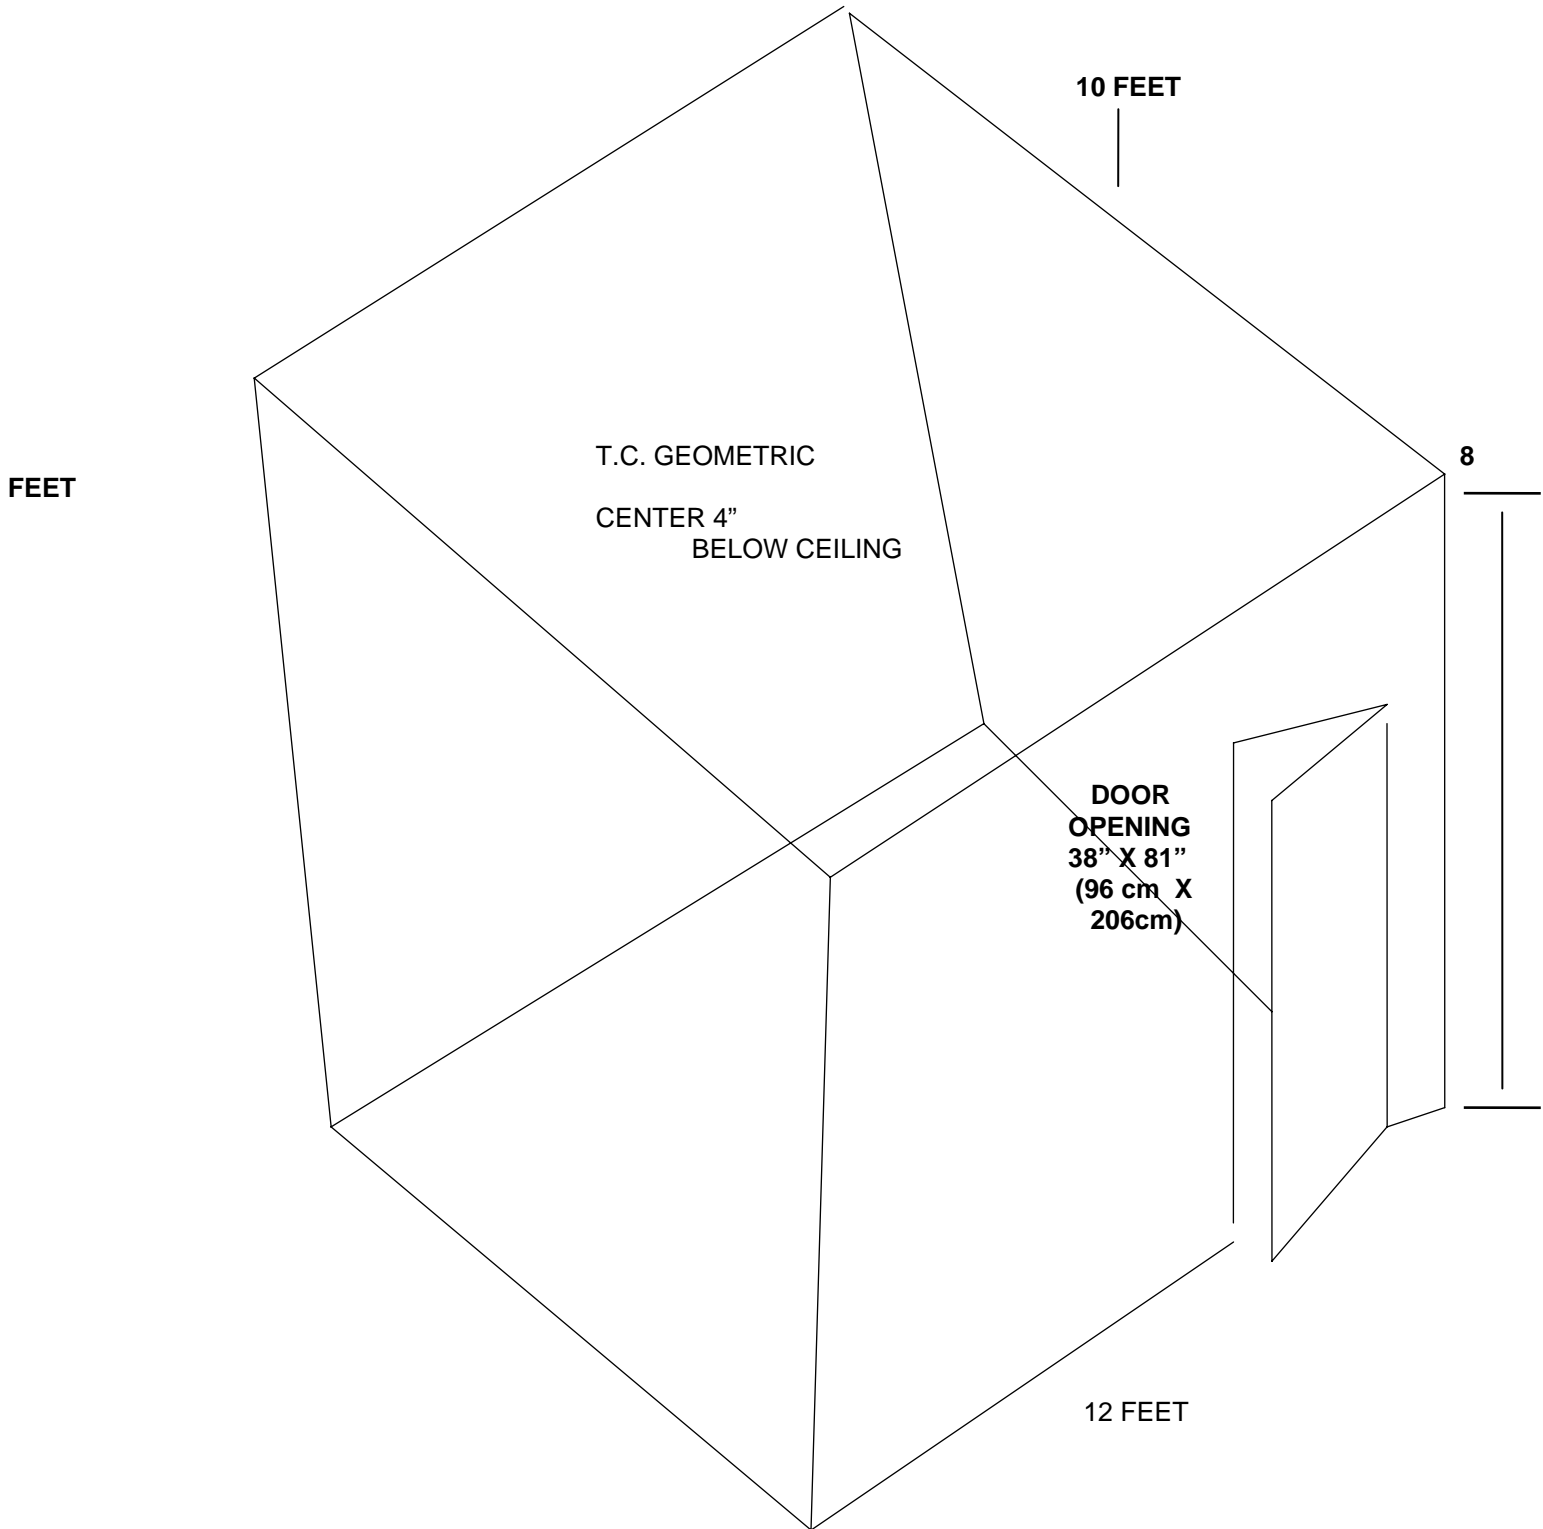 10 FEET
T.C. GEOMETRIC
8
FEET
CENTER 4”
BELOW CEILING
DOOR
OPENING
38” X 81”
(96 cm X
206cm)
12 FEET